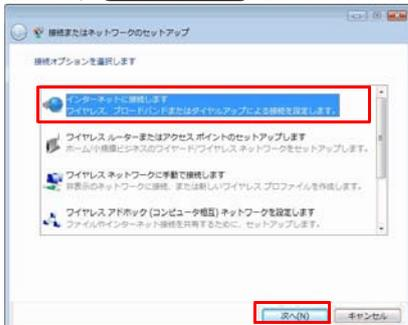 接続またはネットワークのセットアップ
接続オプションを選択します
インターネットに接続します
ワイヤレス、ブロードバンドまたはダイヤルアップによる接続を設定します。
ワイヤレス ルーターまたはアクセス ポイントのセットアップします
ホーム/小規模ビジネスのワイヤード/ワイヤレス ネットワークをセットアップします。
ワイヤレス ネットワークに手動で接続します
非表示のネットワークに接続、または新しいワイヤレス プロファイルを作成します。
ワイヤレス アドホック (コンピュータ相互) ネットワークを設定します
ファイルやインターネット接続を共有するために、セットアップします。
次へ(N)
キャンセル